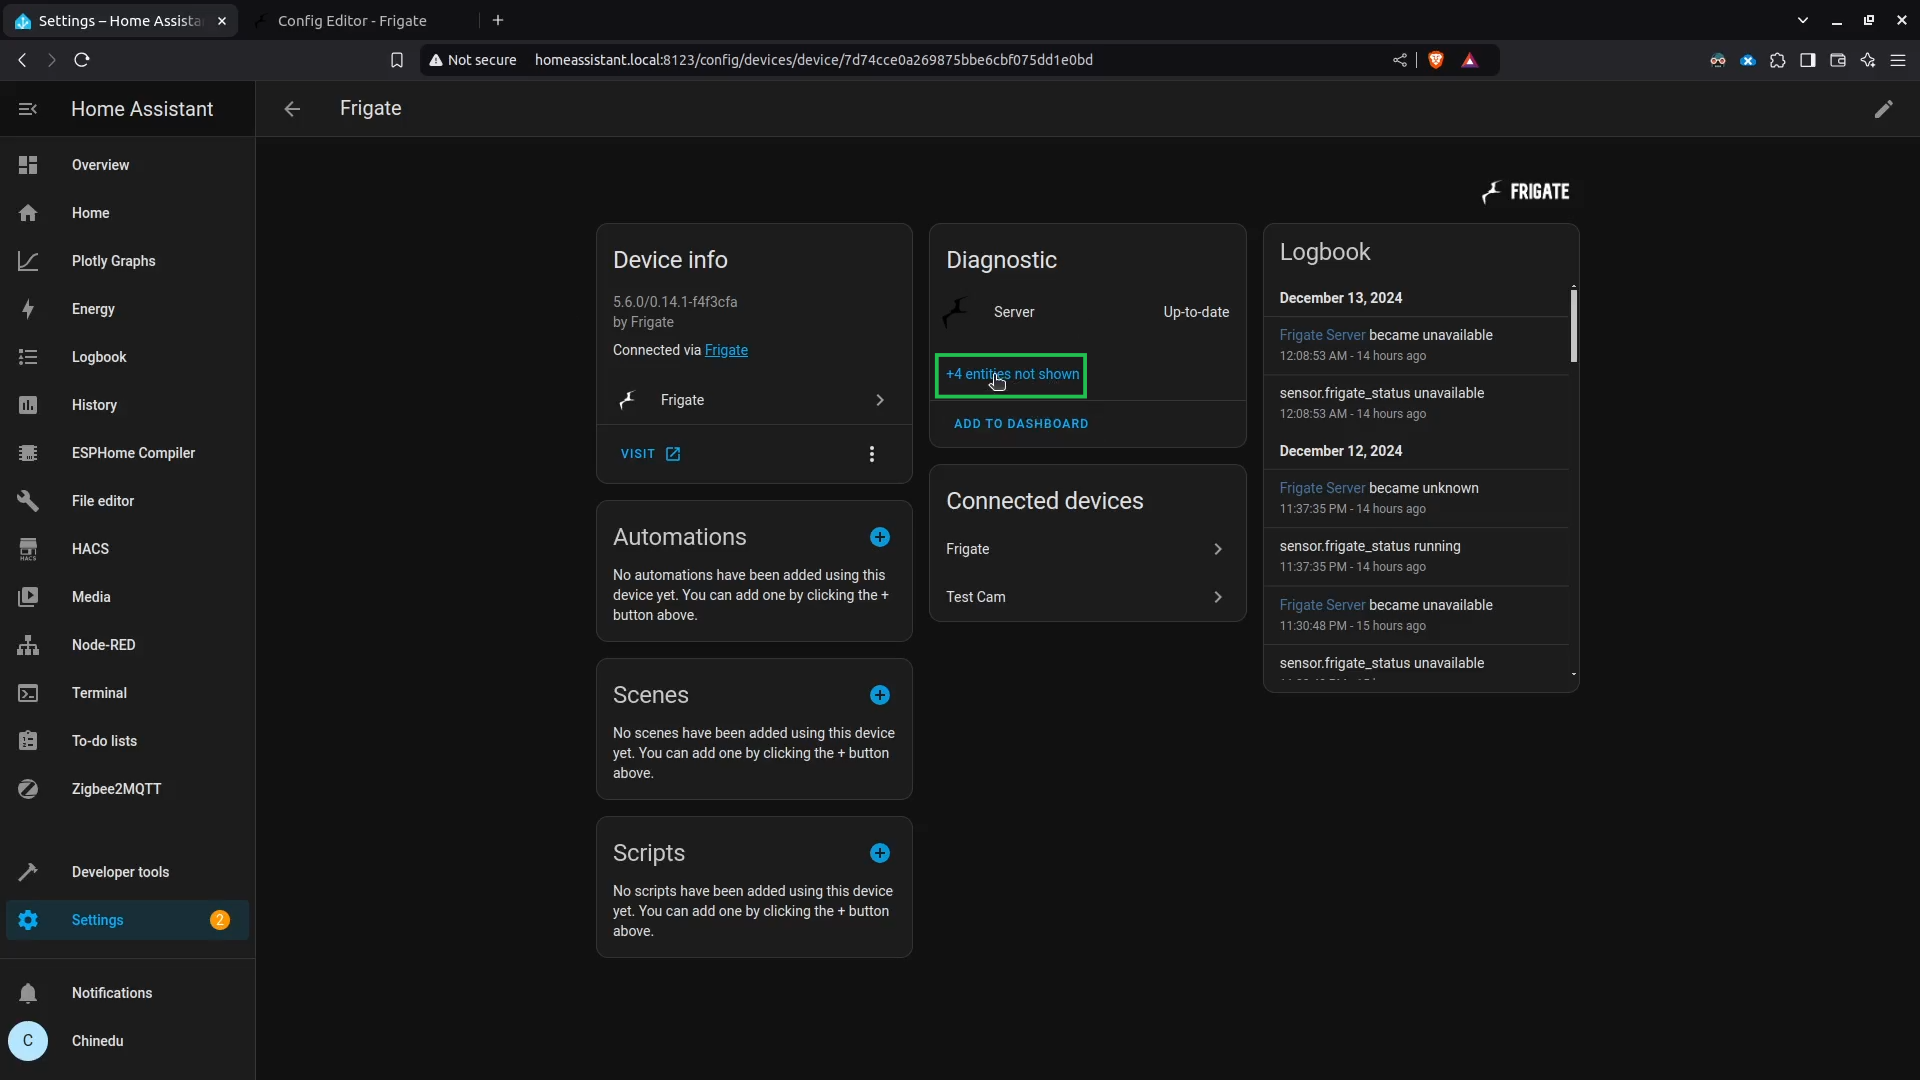 Settings – Home Assista
Config Editor - Frigate
Not secure
homeassistant.local:8123/config/devices/device/7d74cce0a269875bbe6cbf075dd1e0bd
Home Assistant
Frigate
Overview
Home
Plotly Graphs
Energy
Logbook
History
ESPHome Compiler
File editor
HACS
HACS
Media
Node-RED
Terminal
To-do lists
Zigbee2MQTT
Developer tools
Settings
2
Notifications
C
Chinedu
FRIGATE
Device info
5.6.0/0.14.1-f4f3cfa
by Frigate
Connected via Frigate
Frigate
VISIT
Automations
No automations have been added using this
device yet. You can add one by clicking the +
button above.
Scenes
No scenes have been added using this device
yet. You can add one by clicking the + button
above.
Scripts
No scripts have been added using this device
yet. You can add one by clicking the + button
above.
Diagnostic
Server Up-to-date
+4 entities not shown
ADD TO DASHBOARD
Connected devices
Frigate
Test Cam
Logbook
December 13, 2024
Frigate Server became unavailable
12:08:53 AM - 14 hours ago
sensor.frigate_status unavailable
12:08:53 AM - 14 hours ago
December 12, 2024
Frigate Server became unknown
11:37:35 PM - 14 hours ago
sensor.frigate_status running
11:37:35 PM - 14 hours ago
Frigate Server became unavailable
11:30:48 PM - 15 hours ago
sensor.frigate_status unavailable